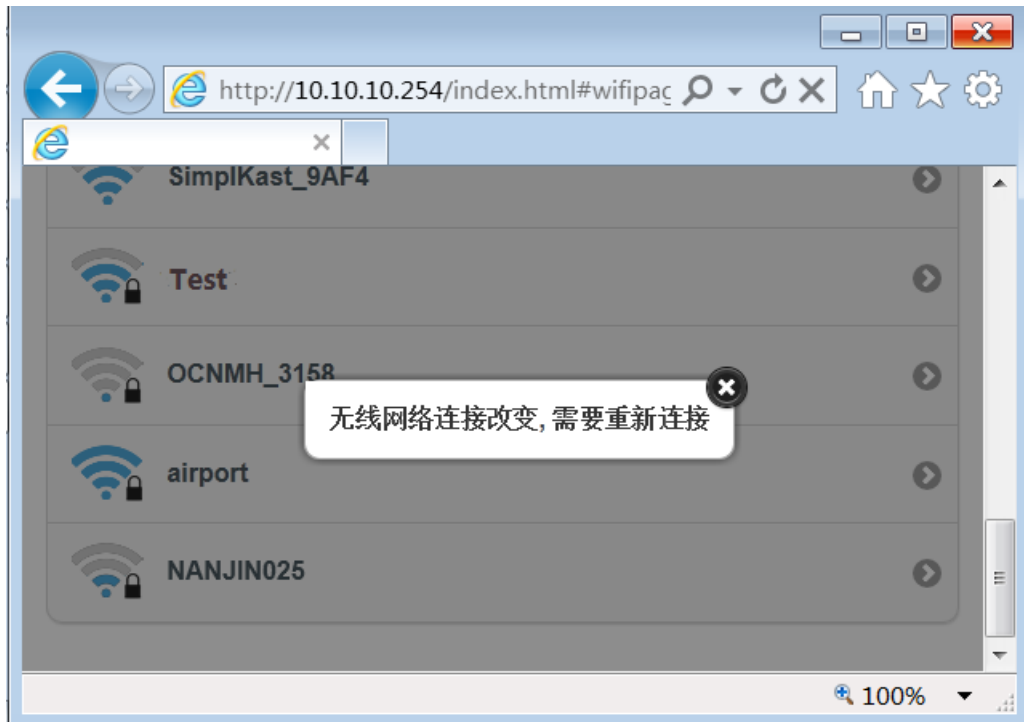 http://10.10.10.254/index.html#wifipag
SimplKast_9AF4
Test
OCNMH_3158
无线网络连接改变, 需要重新连接
airport
NANJIN025
100%